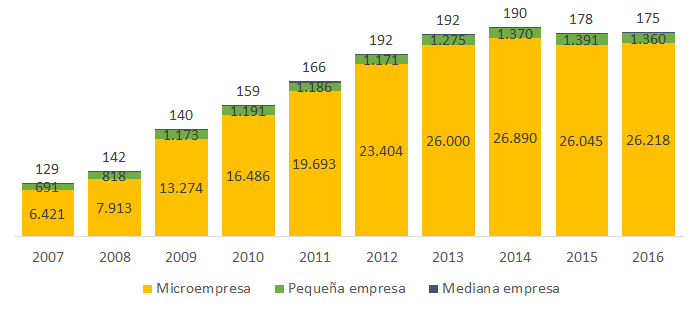 129 142 140 159 166 192 192 190 178 175
691 818 1.173 1.191 1.186 1.171 1.275 1.370 1.391 1.360
6.421 7.913 13.274 16.486 19.693 23.404 26.000 26.890 26.045 26.218
2007 2008 2009 2010 2011 2012 2013 2014 2015 2016
Microempresa Pequeña empresa Mediana empresa